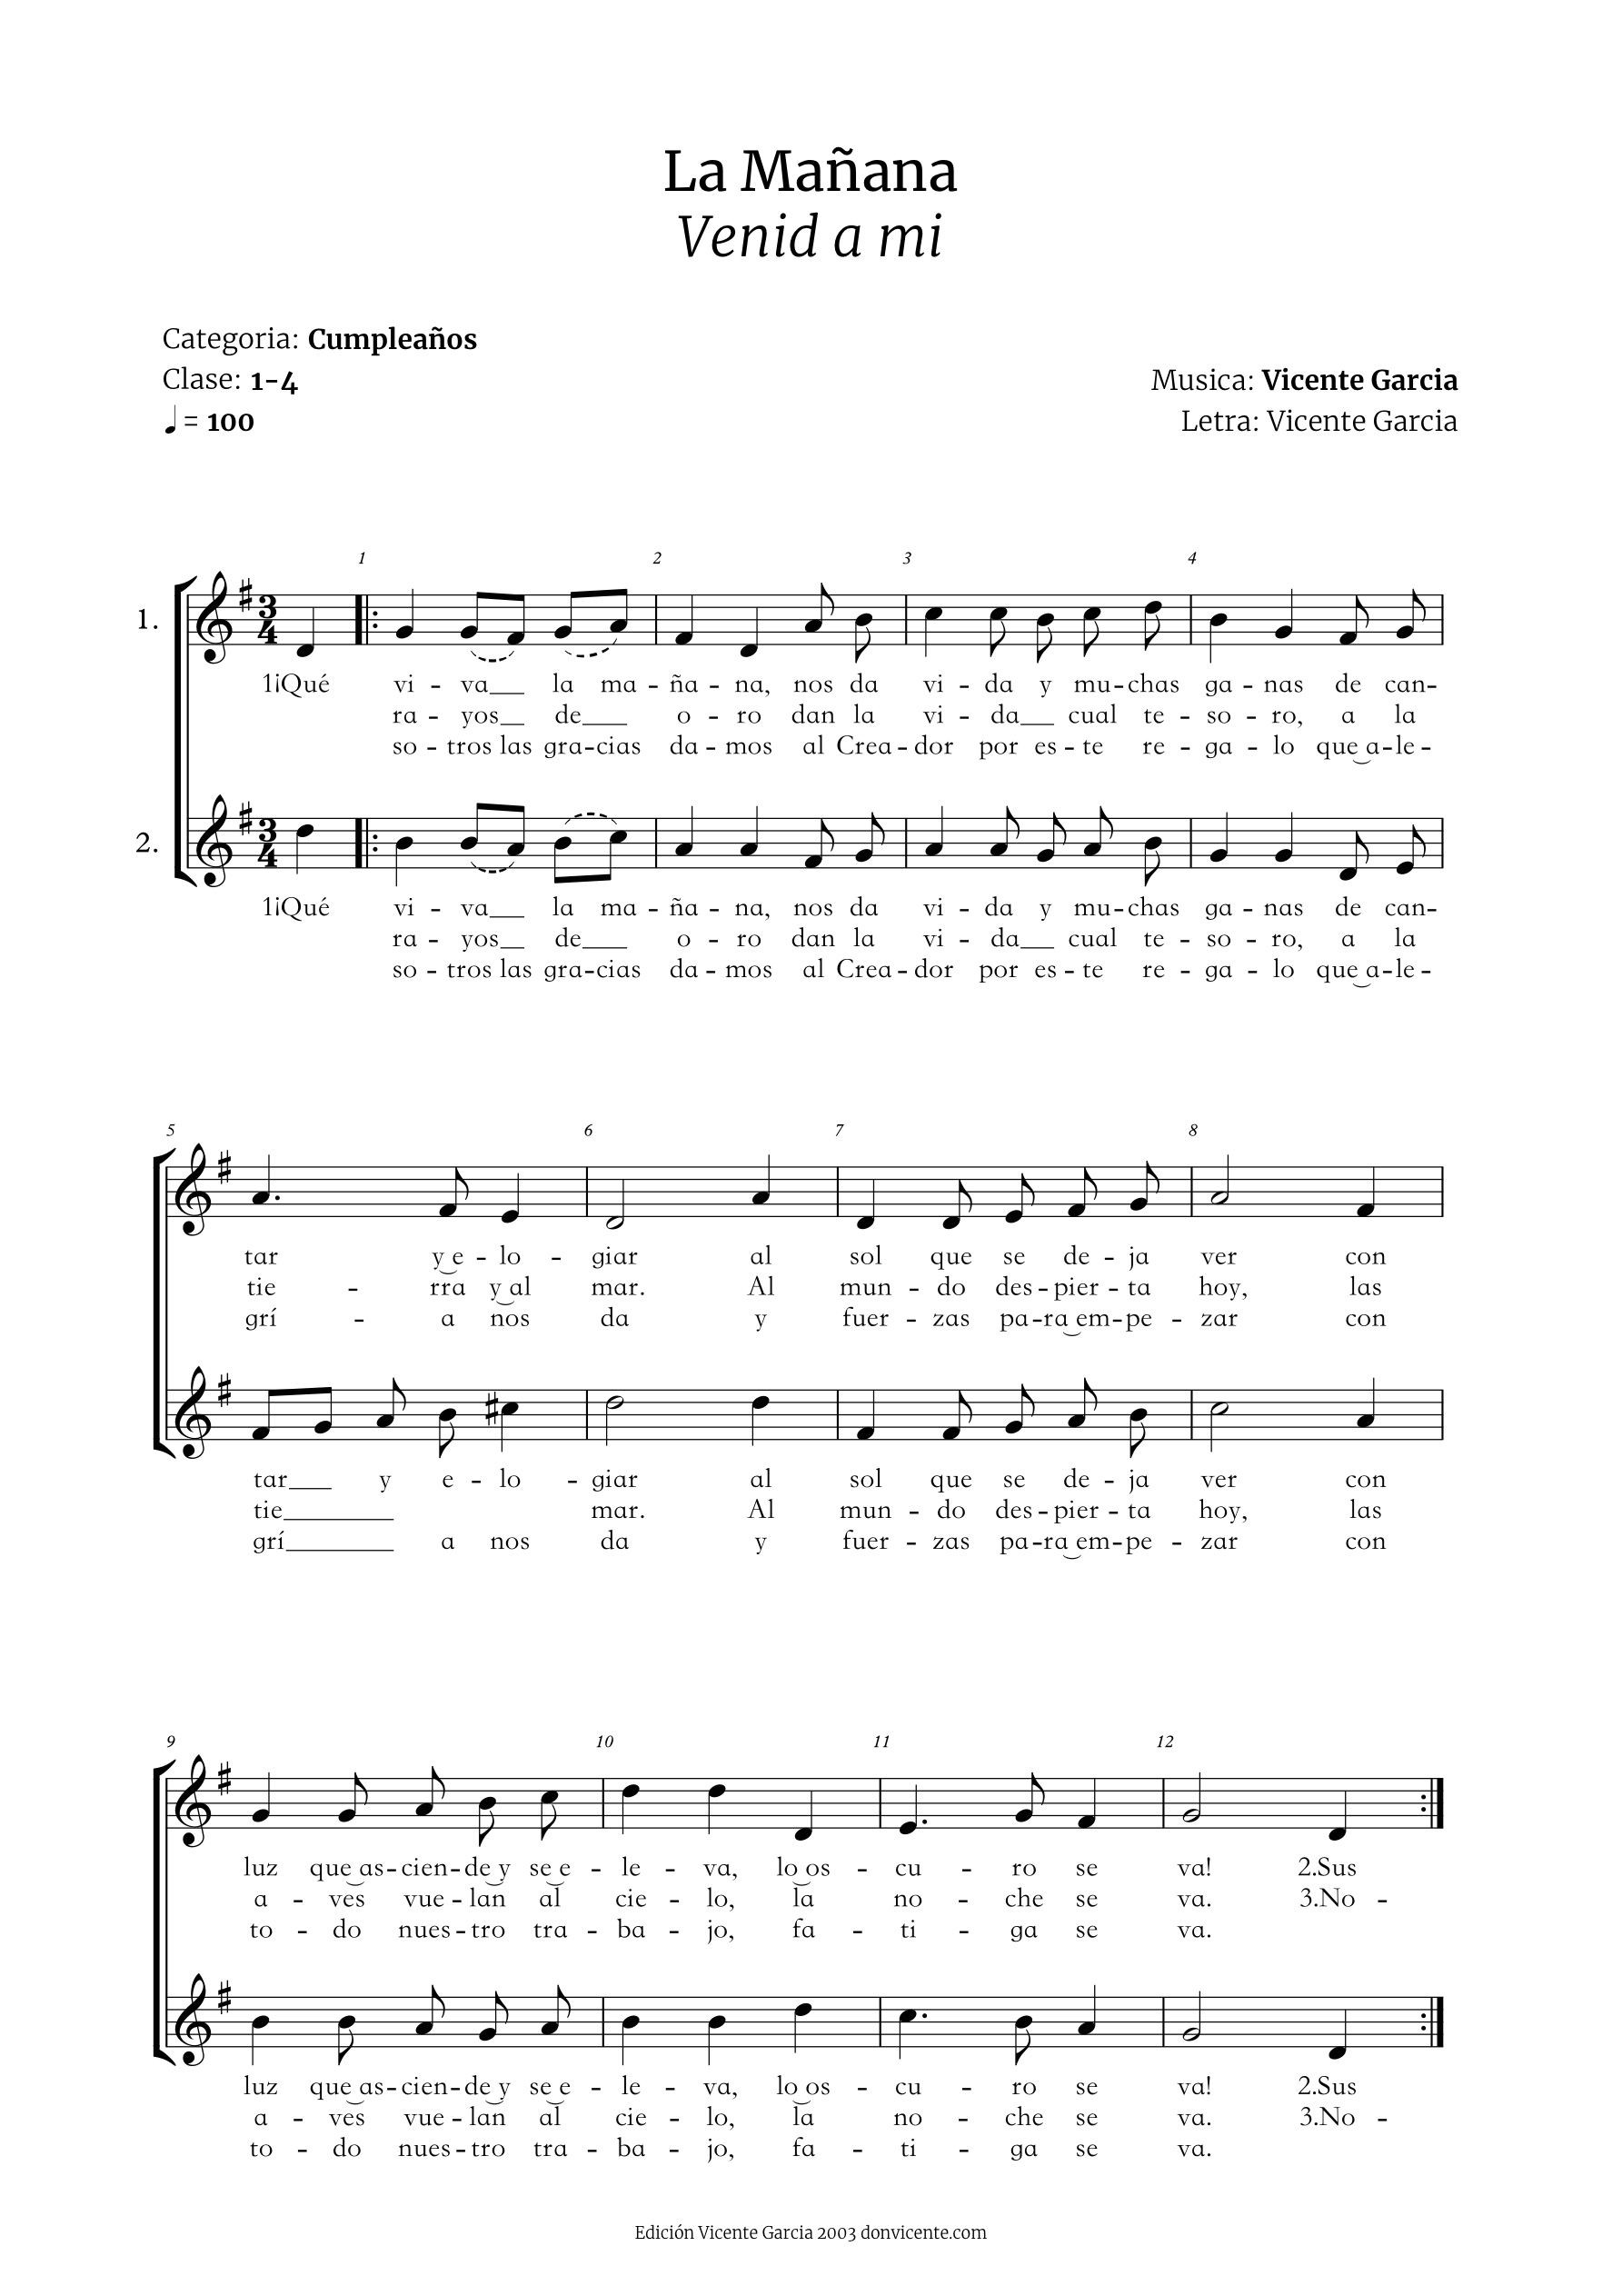 La Mañana
Venid a mi
Categoria: Cumpleaños
Clase: 1-4
♩ = 100
Musica: Vicente Garcia
Letra: Vicente Garcia
1 2 3 4
1.
1¡Qué vi - va__ la ma - ña - na, nos da vi - da y mu - chas ga - nas de can -
ra - yos__ de__ o - ro dan la vi - da__ cual te - so - ro, a la
so - tros las gra - cias da - mos al Crea - dor por es - te re - ga - lo que‿a - le -
2.
1¡Qué vi - va__ la ma - ña - na, nos da vi - da y mu - chas ga - nas de can -
ra - yos__ de__ o - ro dan la vi - da__ cual te - so - ro, a la
so - tros las gra - cias da - mos al Crea - dor por es - te re - ga - lo que‿a - le -
5 6 7 8
tar y‿e - lo - giar al sol que se de - ja ver con
tie - rra y‿al mar. Al mun - do des - pier - ta hoy, las
grí - a nos da y fuer - zas pa - ra‿em - pe - zar con
tar__ y e - lo - giar al sol que se de - ja ver con
tie__ mar. Al mun - do des - pier - ta hoy, las
grí__ a nos da y fuer - zas pa - ra‿em - pe - zar con
9 10 11 12
luz que‿as - cien - de‿y se‿e - le - va, lo‿os - cu - ro se va! 2.Sus
a - ves vue - lan al cie - lo, la no - che se va. 3.No -
to - do nues - tro tra - ba - jo, fa - ti - ga se va.
luz que‿as - cien - de‿y se‿e - le - va, lo‿os - cu - ro se va! 2.Sus
a - ves vue - lan al cie - lo, la no - che se va. 3.No -
to - do nues - tro tra - ba - jo, fa - ti - ga se va.
Edición Vicente Garcia 2003 donvicente.com